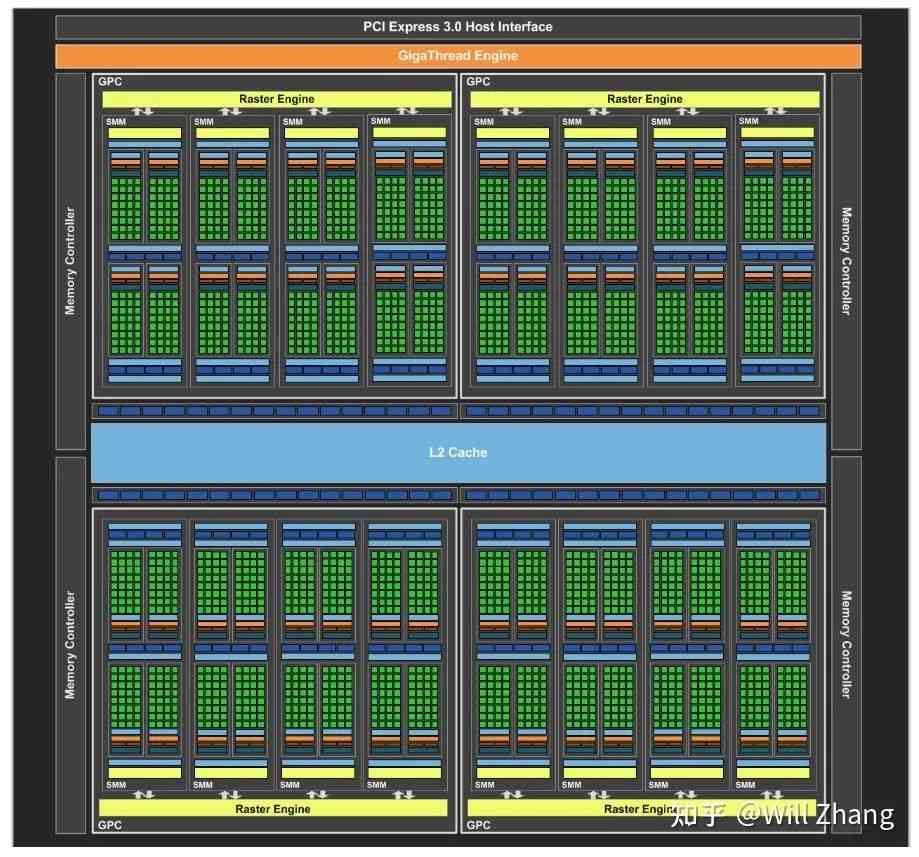 PCI Express 3.0 Host Interface
GigaThread Engine
GPC
GPC
Raster Engine
Raster Engine
SMM SMM SMM SMM
SMM SMM SMM SMM
Memory Controller
Memory Controller
L2 Cache
Memory Controller
Memory Controller
SMM SMM SMM SMM
SMM SMM SMM SMM
Raster Engine
Raster Engine
GPC
GPC
知乎 @Will Zhang